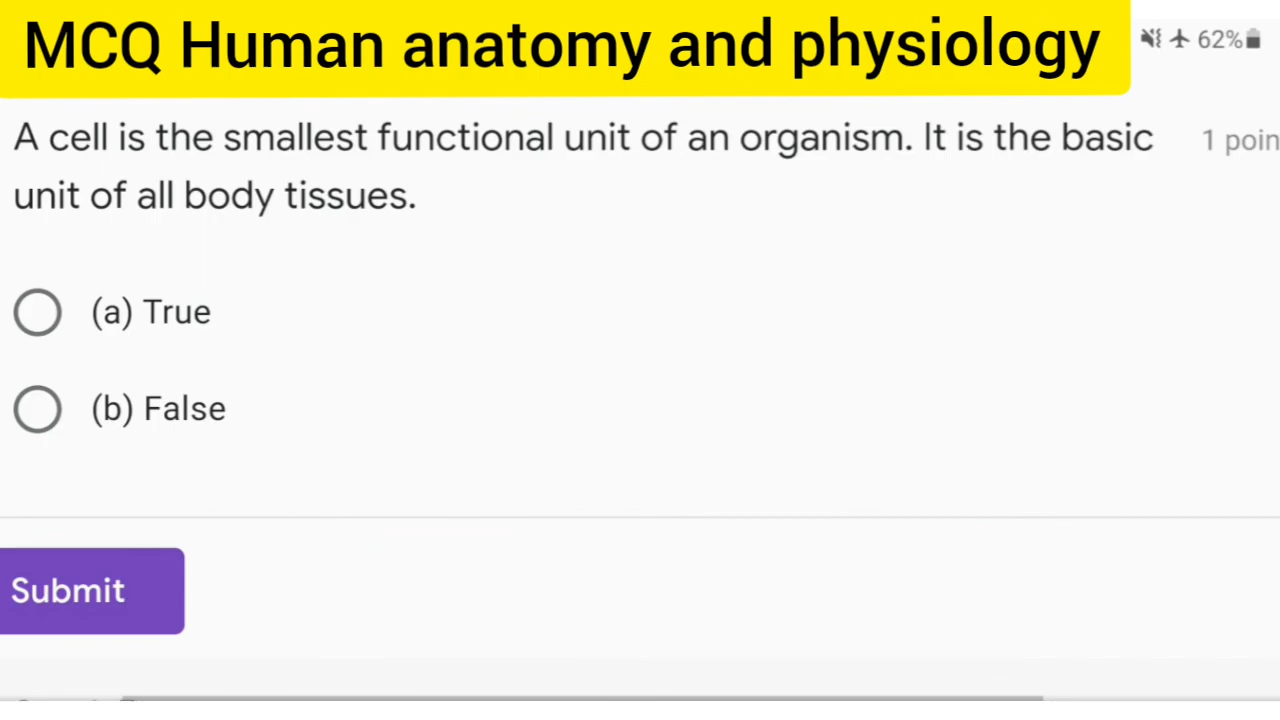 MCQ Human anatomy and physiology
62%
A cell is the smallest functional unit of an organism. It is the basic
1 poin
unit of all body tissues.
(a) True
(b) False
Submit